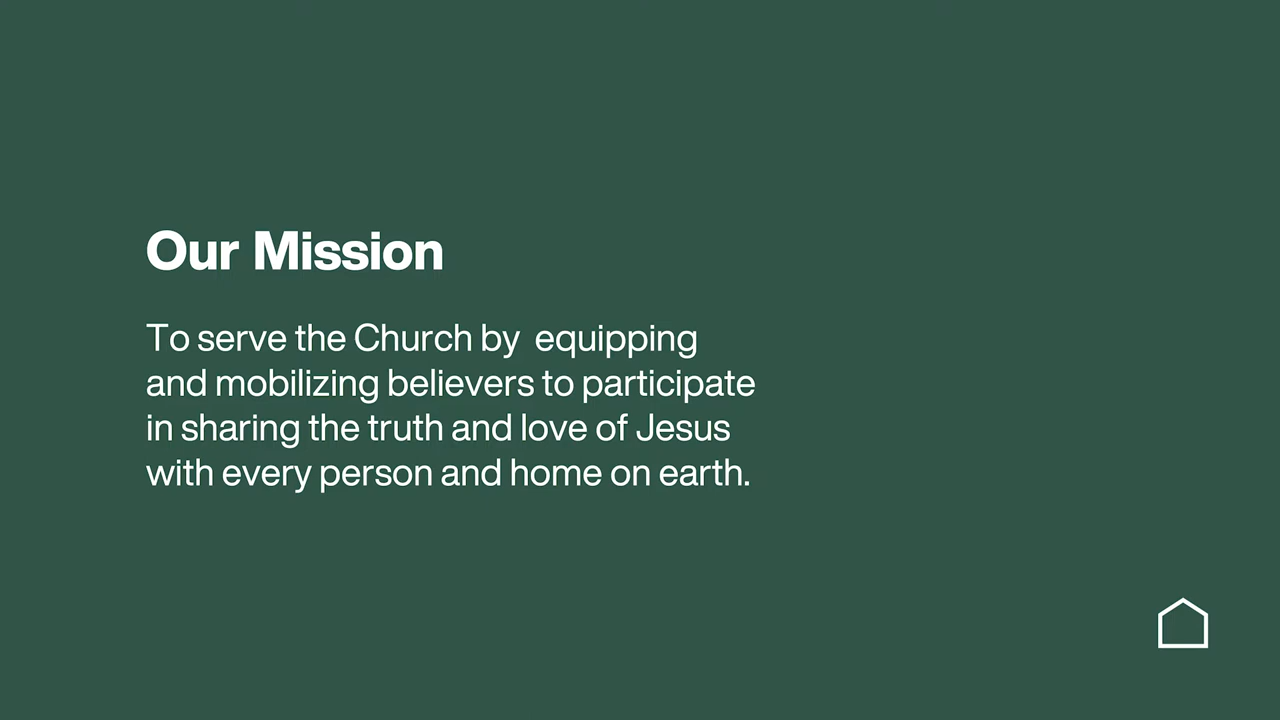 Our Mission
To serve the Church by  equipping
and mobilizing believers to participate
in sharing the truth and love of Jesus
with every person and home on earth.